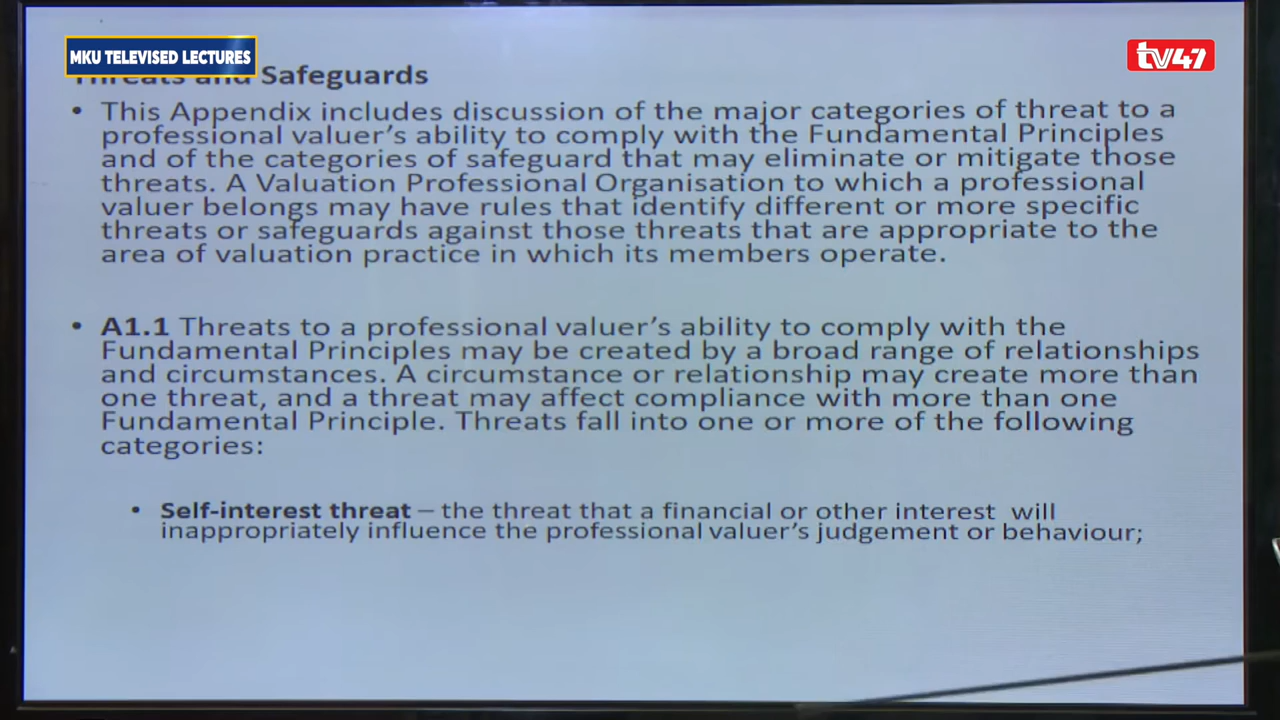 MKU TELEVISED LECTURES
tv47
Threats and Safeguards
• This Appendix includes discussion of the major categories of threat to a
professional valuer's ability to comply with the Fundamental Principles
and of the categories of safeguard that may eliminate or mitigate those
threats. A Valuation Professional Organisation to which a professional
valuer belongs may have rules that identify different or more specific
threats or safeguards against those threats that are appropriate to the
area of valuation practice in which its members operate.
• A1.1 Threats to a professional valuer's ability to comply with the
Fundamental Principles may be created by a broad range of relationships
and circumstances. A circumstance or relationship may create more than
one threat, and a threat may affect compliance with more than one
Fundamental Principle. Threats fall into one or more of the following
categories:
• Self-interest threat – the threat that a financial or other interest will
inappropriately influence the professional valuer's judgement or behaviour;